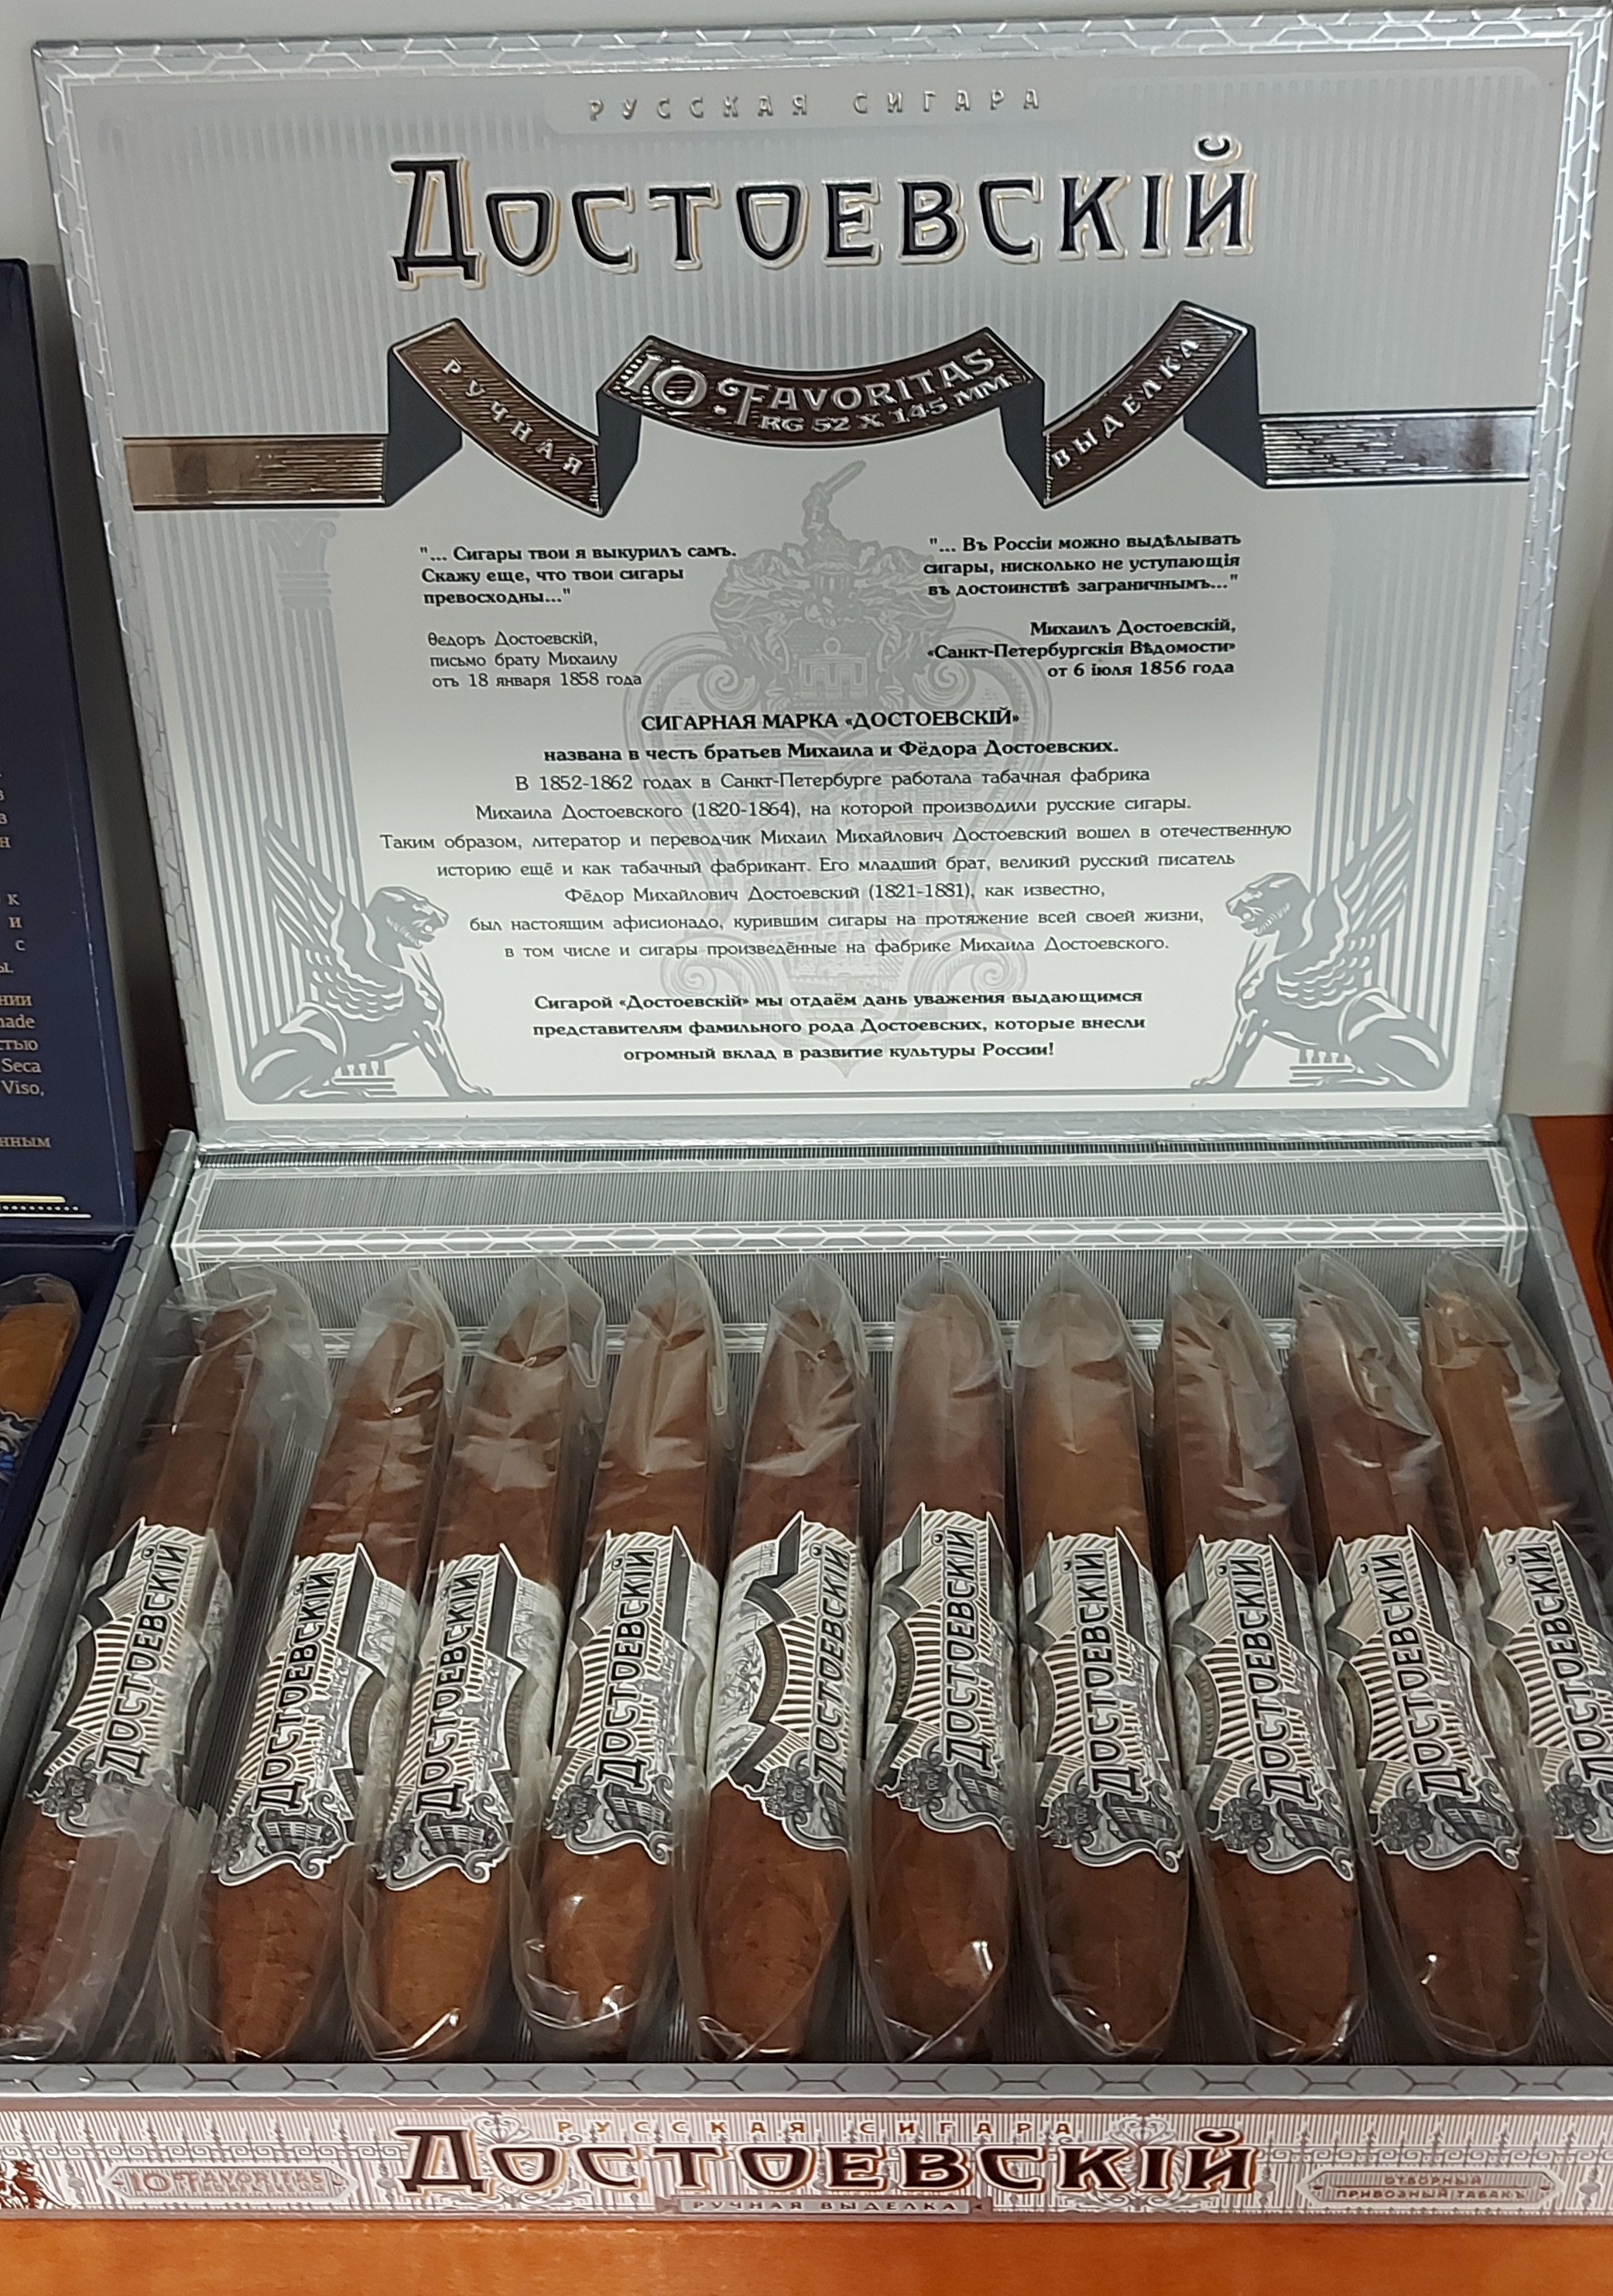 РУССКАЯ СИГАРА
ДОСТОЕВСКІЙ
РУЧНАЯ
10 FAVORITAS
RG 52 X 145 MM
ВЫДЕЛКА
"... Сигары твои я выкурилъ самъ.
Скажу еще, что твои сигары
превосходны..."
Ѳедоръ Достоевскій,
письмо брату Михаилу
отъ 18 января 1858 года
"... Въ Россіи можно выдѣлывать
сигары, нисколько не уступающія
въ достоинствѣ заграничнымъ..."
Михаилъ Достоевскій,
«Санкт-Петербургскія Вѣдомости»
от 6 іюля 1856 года
СИГАРНАЯ МАРКА «ДОСТОЕВСКІЙ»
названа в честь братьев Михаила и Фёдора Достоевских.
В 1852-1862 годах в Санкт-Петербурге работала табачная фабрика
Михаила Достоевского (1820-1864), на которой производили русские сигары.
Таким образом, литератор и переводчик Михаил Михайлович Достоевский вошел в отечественную
историю ещё и как табачный фабрикант. Его младший брат, великий русский писатель
Фёдор Михайлович Достоевский (1821-1881), как известно,
был настоящим афисионадо, курившим сигары на протяжение всей своей жизни,
в том числе и сигары произведённые на фабрике Михаила Достоевского.
Сигарой «Достоевскій» мы отдаём дань уважения выдающимся
представителям фамильного рода Достоевских, которые внесли
огромный вклад в развитие культуры России!
в
в
н
к
и
с
ы.
нии
made
стью
Seca
Viso,
нным
ДОСТОЕВСКІЙ
ДОСТОЕВСКІЙ
ДОСТОЕВСКІЙ
ДОСТОЕВСКІЙ
ДОСТОЕВСКІЙ
ДОСТОЕВСКІЙ
ДОСТОЕВСКІЙ
ДОСТОЕВСКІЙ
ДОСТОЕВСКІЙ
ДОСТОЕВСКІЙ
РУССКАЯ СИГАРА
ДОСТОЕВСКІЙ
РУЧНАЯ ВЫДЕЛКА
10 FAVORITAS
ОТБОРНЫЙ
ПРИВОЗНЫЙ ТАБАКЪ